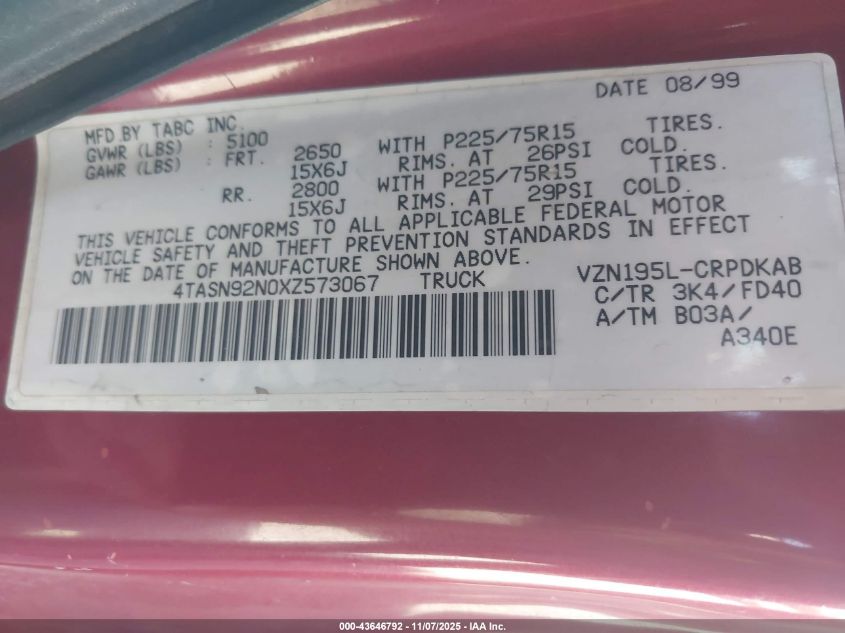 DATE 08/99
MFD.BY TABC INC.
GVWR (LBS) : 5100
GAWR (LBS) : FRT. 2650 WITH P225/75R15 TIRES.
15X6J RIMS. AT 26PSI COLD.
RR. 2800 WITH P225/75R15 TIRES.
15X6J RIMS. AT 29PSI COLD.
THIS VEHICLE CONFORMS TO ALL APPLICABLE FEDERAL MOTOR
VEHICLE SAFETY AND THEFT PREVENTION STANDARDS IN EFFECT
ON THE DATE OF MANUFACTURE SHOWN ABOVE.
4TASN92N0XZ573067 TRUCK
VZN195L-CRPDKAB
C/TR 3K4/FD40
A/TM B03A/
A340E
000-43646792 - 11/07/2025 - IAA Inc.